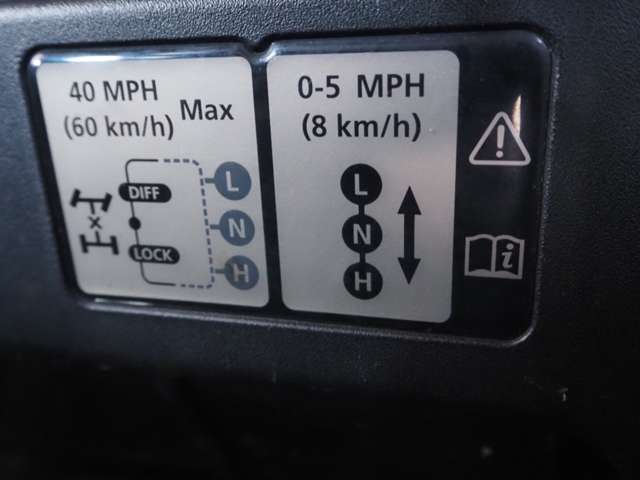 40 MPH
(60 km/h) Max
DIFF
LOCK
L
N
H
0-5 MPH
(8 km/h)
L
N
H
i